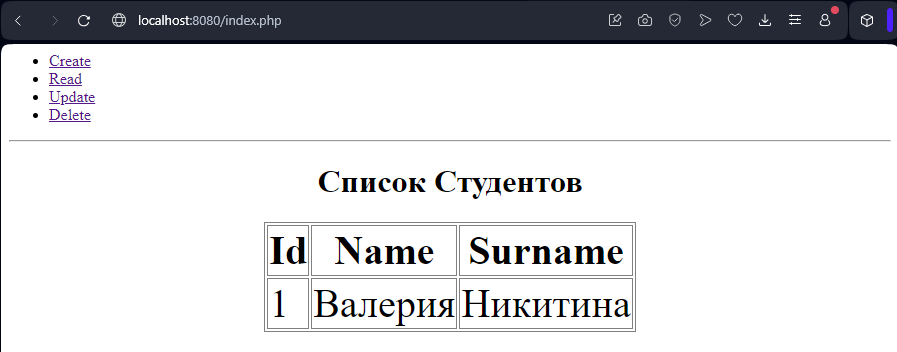 localhost:8080/index.php
Create
Read
Update
Delete
Список Студентов
Id Name Surname
1 Валерия Никитина